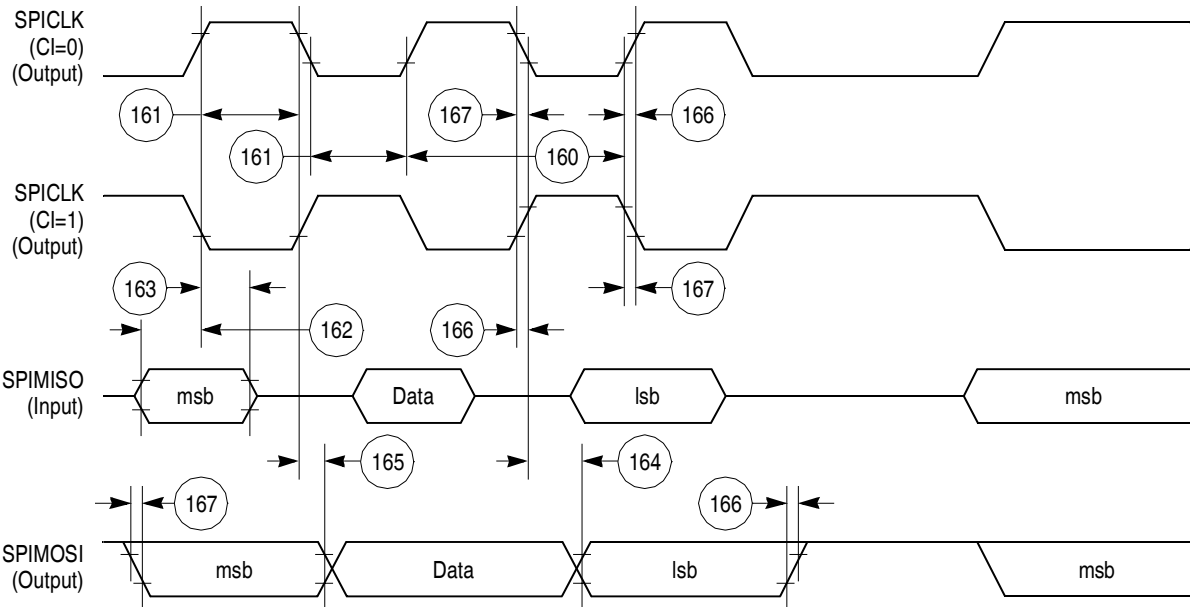 SPICLK
(CI=0)
(Output)
161
167
166
161
160
SPICLK
(CI=1)
(Output)
163
167
162
166
SPIMISO
(Input)
msb
Data
lsb
msb
165
164
167
166
SPIMOSI
(Output)
msb
Data
lsb
msb